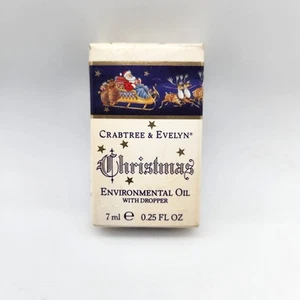 CRABTREE & EVELYN®
Christmas
ENVIRONMENTAL OIL
WITH DROPPER
7 ml ℮ 0.25 FL OZ